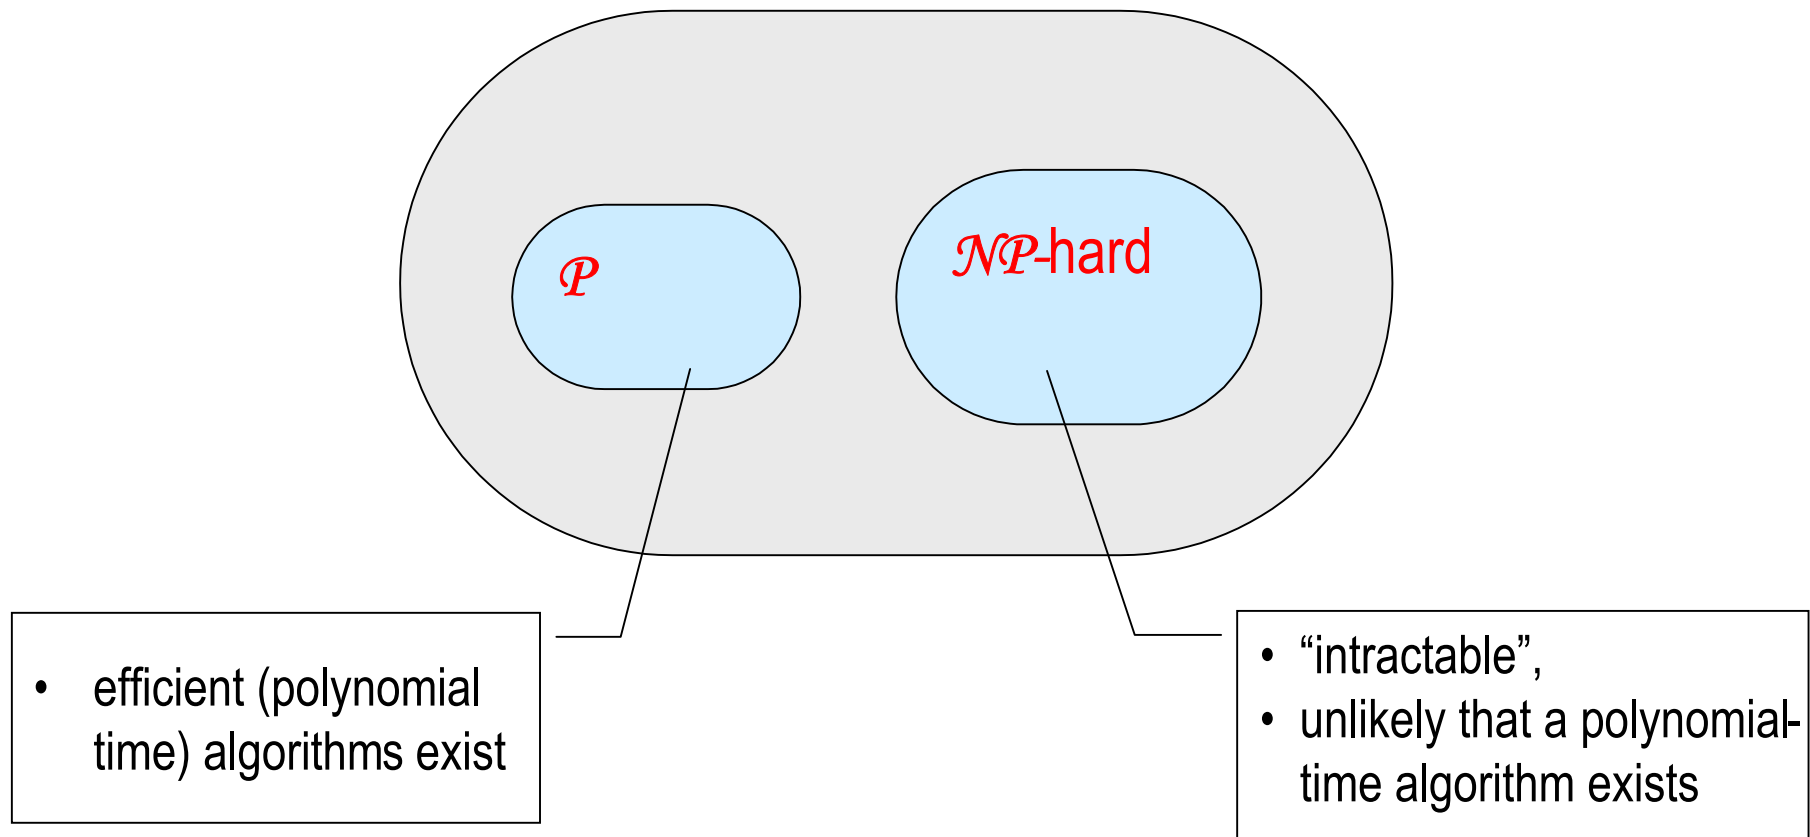 𝒫
𝒩𝒫-hard
• efficient (polynomial
time) algorithms exist
• “intractable”,
• unlikely that a polynomial-
time algorithm exists